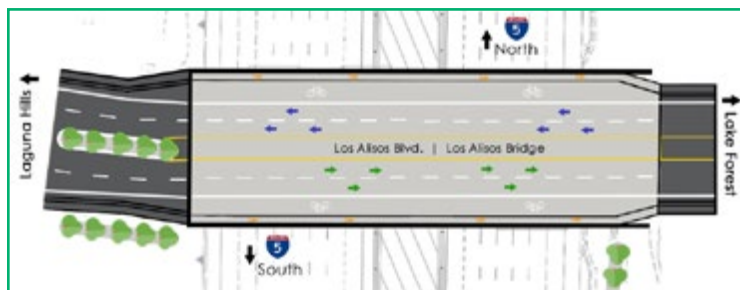 5
North
Laguna Hills
Los Alisos Blvd. | Los Alisos Bridge
Lake Forest
5
South